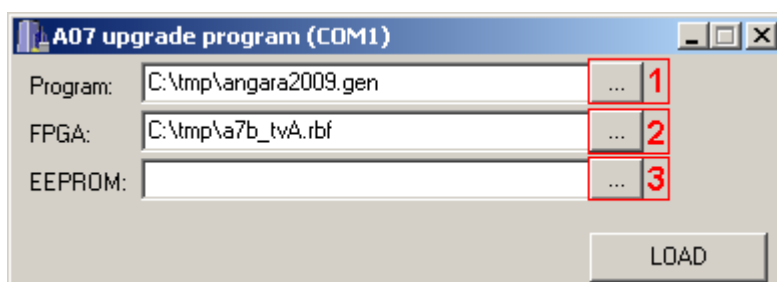 A07 upgrade program (COM1)
Program: C:\tmp\angara2009.gen ... 1
FPGA: C:\tmp\a7b_tvA.rbf ... 2
EEPROM: ... 3
LOAD